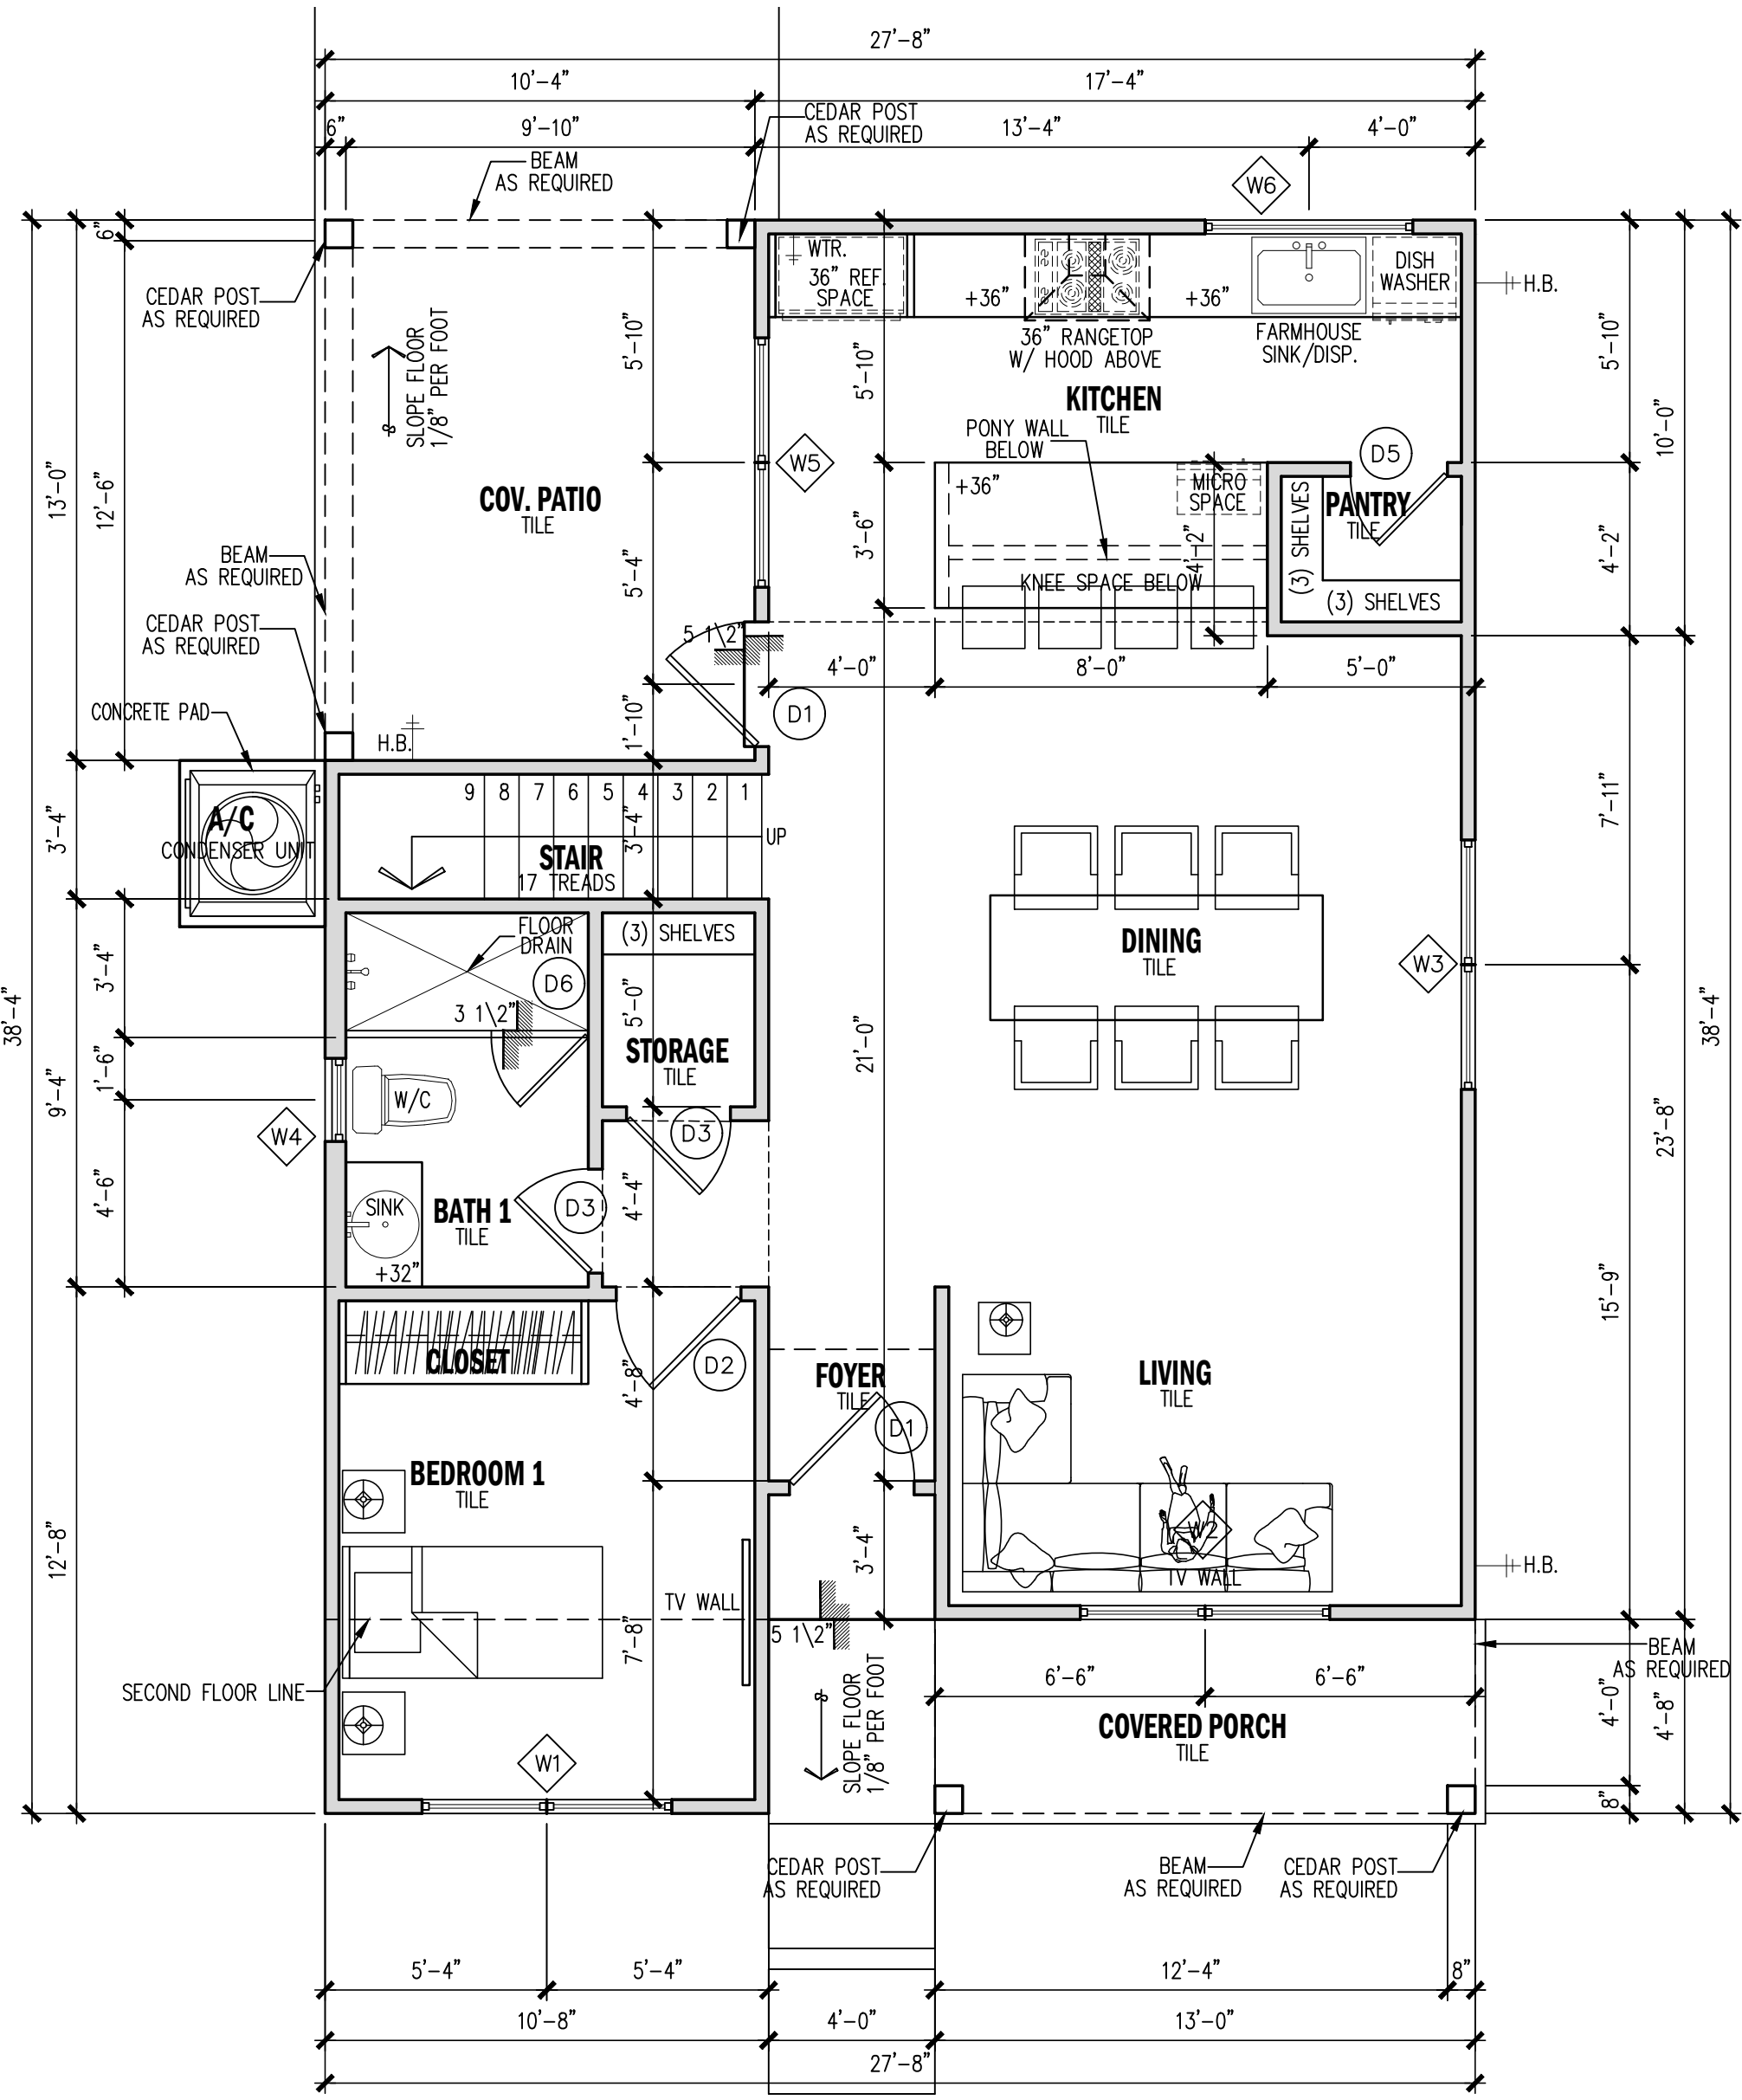 27'-8"
10'-4"
17'-4"
6"
9'-10"
CEDAR POST
AS REQUIRED
13'-4"
4'-0"
BEAM
AS REQUIRED
W6
6"
WTR.
36" REF.
SPACE
+36"
+36"
DISH
WASHER
H.B.
CEDAR POST
AS REQUIRED
SLOPE FLOOR
1/8" PER FOOT
5'-10"
5'-10"
36" RANGETOP
W/ HOOD ABOVE
FARMHOUSE
SINK/DISP.
5'-10"
10'-0"
KITCHEN
TILE
PONY WALL
BELOW
D5
W5
13'-0"
12'-6"
COV. PATIO
TILE
+36"
MICRO
SPACE
(3) SHELVES
PANTRY
TILE
3'-6"
4'-2"
4'-2"
BEAM
AS REQUIRED
5'-4"
KNEE SPACE BELOW
(3) SHELVES
CEDAR POST
AS REQUIRED
5 1\2"
4'-0"
8'-0"
5'-0"
CONCRETE PAD
H.B.
1'-10"
D1
7'-11"
9
8
7
6
5
4
3
2
1
3'-4"
A/C
CONDENSER UNIT
3'-4"
UP
STAIR
17 TREADS
FLOOR
DRAIN
(3) SHELVES
DINING
TILE
W3
3'-4"
D6
38'-4"
3 1\2"
5'-0"
21'-0"
38'-4"
STORAGE
TILE
1'-6"
W/C
9'-4"
W4
D3
23'-8"
4'-6"
SINK
BATH 1
TILE
D3
4'-4"
+32"
15'-9"
CLOSET
D2
4'-8"
FOYER
TILE
LIVING
TILE
D1
BEDROOM 1
TILE
12'-8"
3'-4"
W2
TV WALL
H.B.
TV WALL
5 1\2"
7'-8"
BEAM
AS REQUIRED
6'-6"
6'-6"
SECOND FLOOR LINE
SLOPE FLOOR
1/8" PER FOOT
4'-0"
4'-8"
COVERED PORCH
TILE
W1
8"
CEDAR POST
AS REQUIRED
BEAM
AS REQUIRED
CEDAR POST
AS REQUIRED
5'-4"
5'-4"
12'-4"
8"
10'-8"
4'-0"
13'-0"
27'-8"